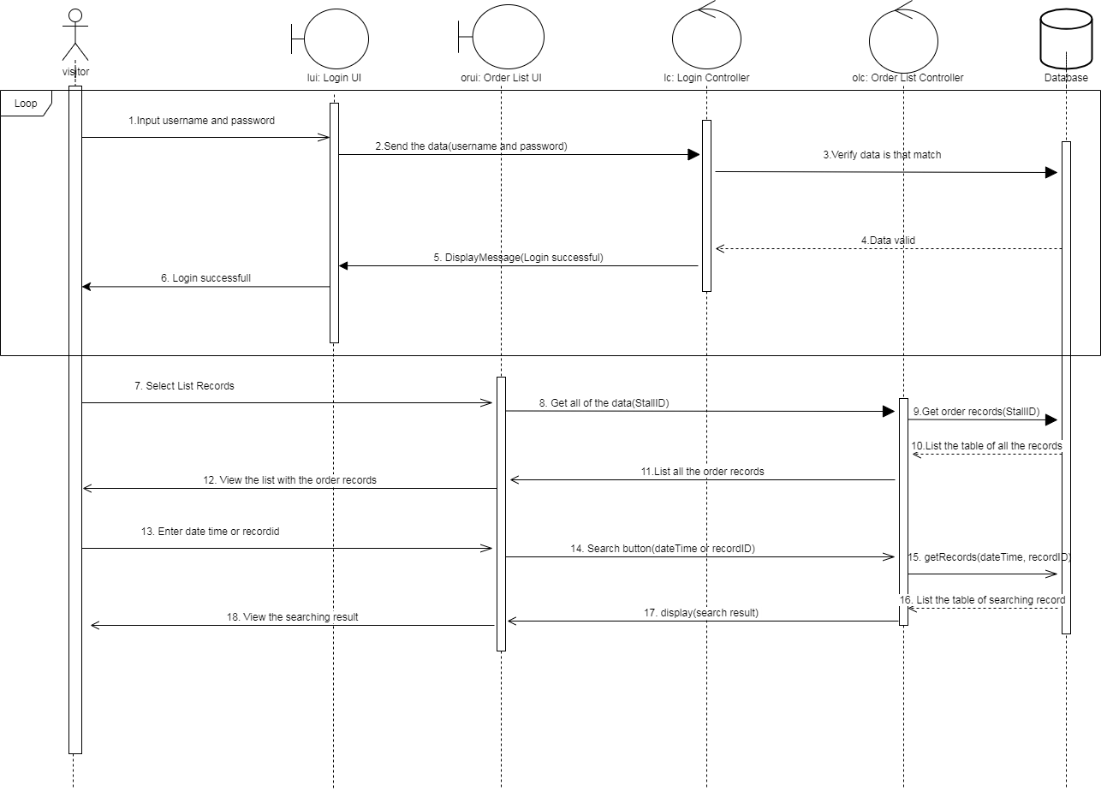 visitor
lui: Login UI
orui: Order List UI
lc: Login Controller
olc: Order List Controller
Database
Loop
1.Input username and password
2.Send the data(username and password)
3.Verify data is that match
4.Data valid
5. DisplayMessage(Login successful)
6. Login successfull
7. Select List Records
8. Get all of the data(StallID)
9.Get order records(StallID)
10.List the table of all the records
11.List all the order records
12. View the list with the order records
13. Enter date time or recordid
14. Search button(dateTime or recordID)
15. getRecords(dateTime, recordID)
16. List the table of searching record
17. display(search result)
18. View the searching result